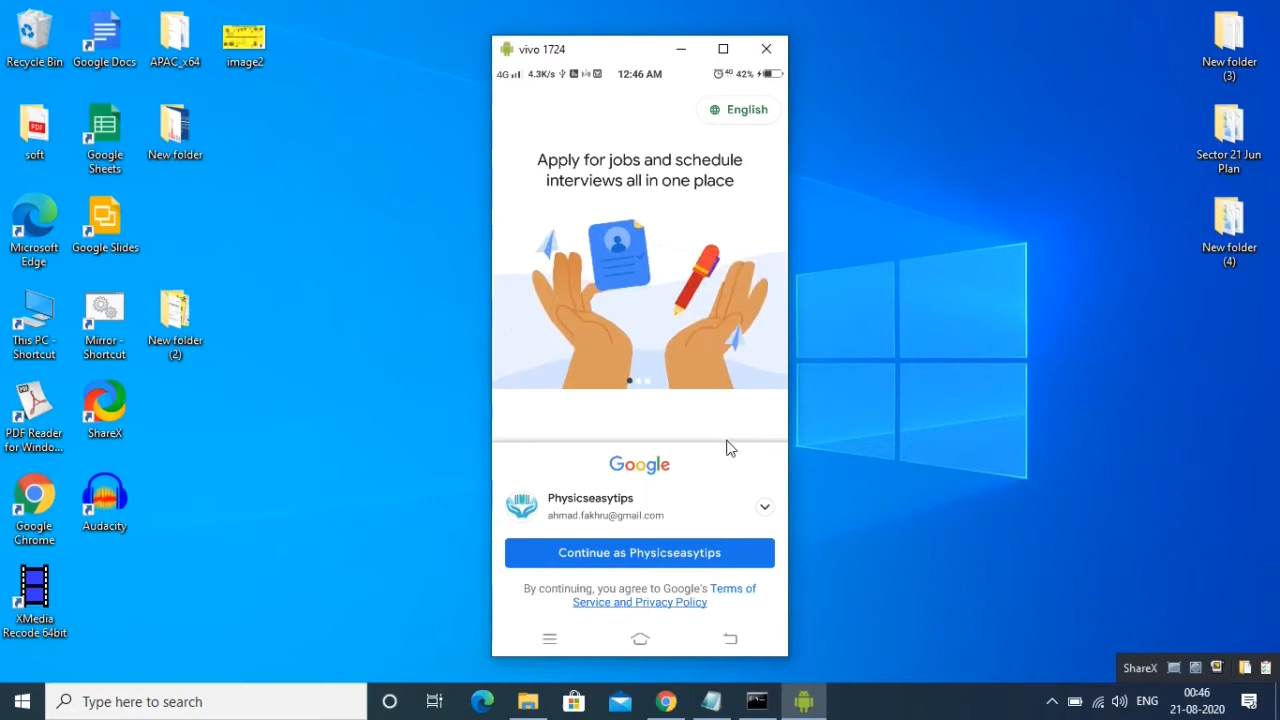 Recycle Bin
Google Docs
APAC_x64
image2
soft
Google
Sheets
New folder
Microsoft
Edge
Google Slides
This PC -
Shortcut
Mirror -
Shortcut
New folder
(2)
PDF Reader
for Windo...
ShareX
Google
Chrome
Audacity
XMedia
Recode 64bit
vivo 1724
4G 4.3K/s 12:46 AM 4G 42%
English
Apply for jobs and schedule
interviews all in one place
Google
Physicseasytips
ahmad.fakhru@gmail.com
Continue as Physicseasytips
By continuing, you agree to Google's Terms of
Service and Privacy Policy
New folder
(3)
Sector 21 Jun
Plan
New folder
(4)
ShareX
Type here to search
ENG
00:46
21-08-2020